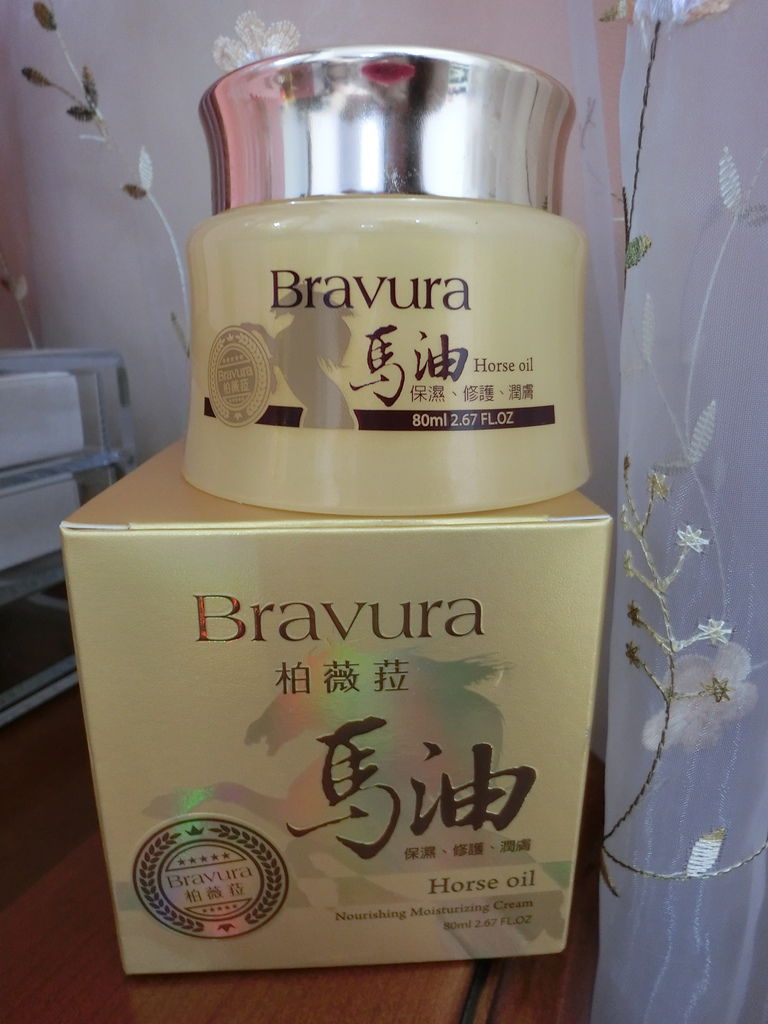 Bravura
馬油 Horse oil
保濕、修護、潤膚
80ml 2.67 FL.OZ
Bravura
柏薇菈
Bravura
柏薇菈
馬油
保濕、修護、潤膚
Horse oil
Nourishing Moisturizing Cream
80ml 2.67 FL.OZ
Bravura
柏薇菈